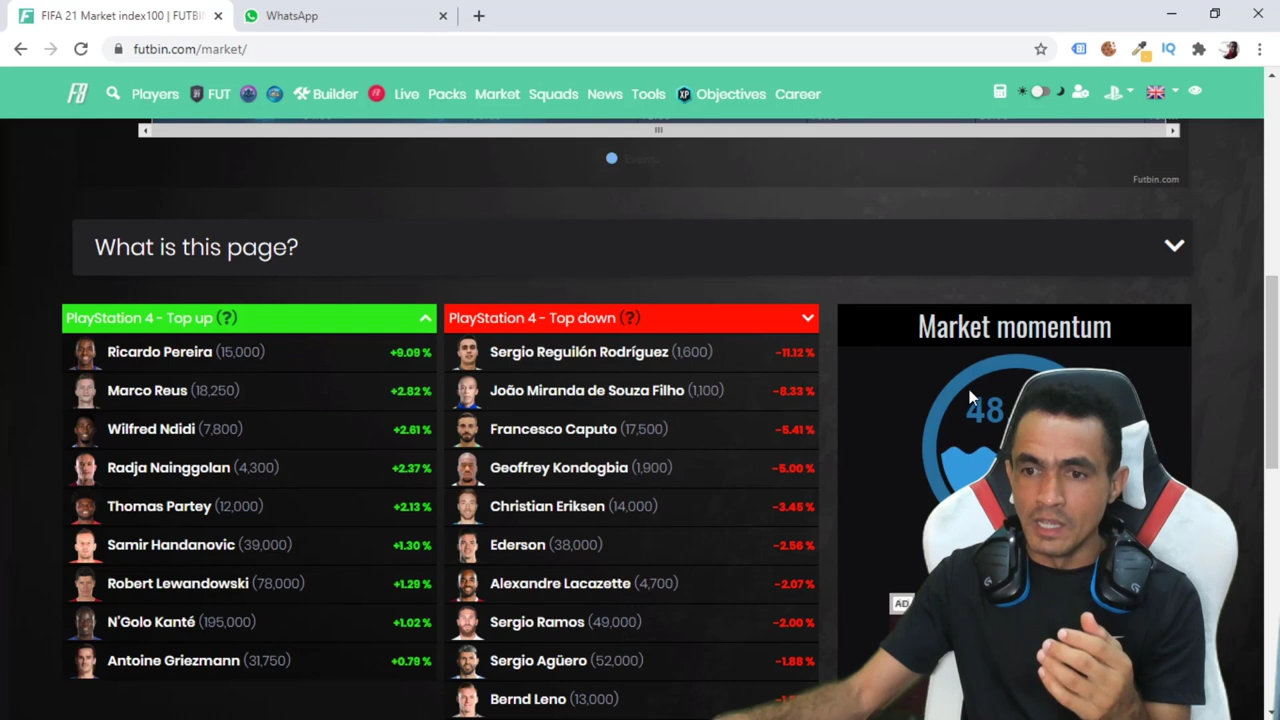 FIFA 21 Market index100 | FUTBI
WhatsApp
futbin.com/market/
IQ
F8 Players FUT Builder Live Packs Market Squads News Tools XP Objectives Career
Futbin.com
What is this page?
PlayStation 4 - Top up (?)
Ricardo Pereira (15,000) +9.09 %
Marco Reus (18,250) +2.82 %
Wilfred Ndidi (7,800) +2.61 %
Radja Nainggolan (4,300) +2.37 %
Thomas Partey (12,000) +2.13 %
Samir Handanovic (39,000) +1.30 %
Robert Lewandowski (78,000) +1.29 %
N'Golo Kanté (195,000) +1.02 %
Antoine Griezmann (31,750) +0.79 %
PlayStation 4 - Top down (?)
Sergio Reguilón Rodríguez (1,600) -11.12 %
João Miranda de Souza Filho (1,100) -8.33 %
Francesco Caputo (17,500) -5.41 %
Geoffrey Kondogbia (1,900) -5.00 %
Christian Eriksen (14,000) -3.45 %
Ederson (38,000) -2.56 %
Alexandre Lacazette (4,700) -2.07 %
Sergio Ramos (49,000) -2.00 %
Sergio Agüero (52,000) -1.88 %
Bernd Leno (13,000)
Market momentum
48
AD